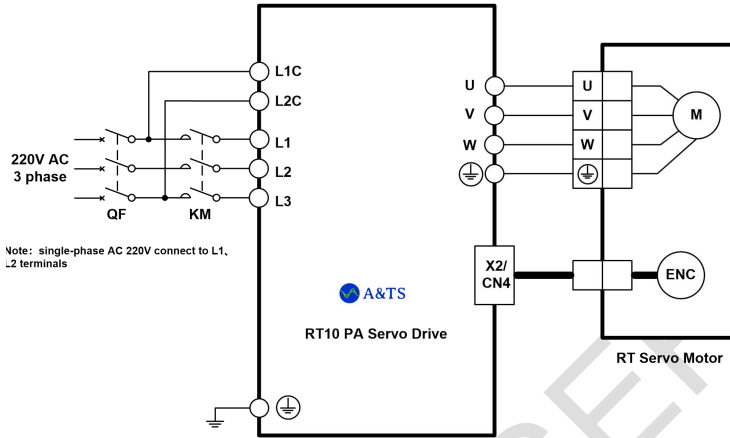 L1C
L2C
L1
L2
L3
220V AC
3 phase
QF
KM
Note: single-phase AC 220V connect to L1、
L2 terminals
A&TS
RT10 PA Servo Drive
U
V
W
X2/
CN4
U
V
W
M
ENC
RT Servo Motor